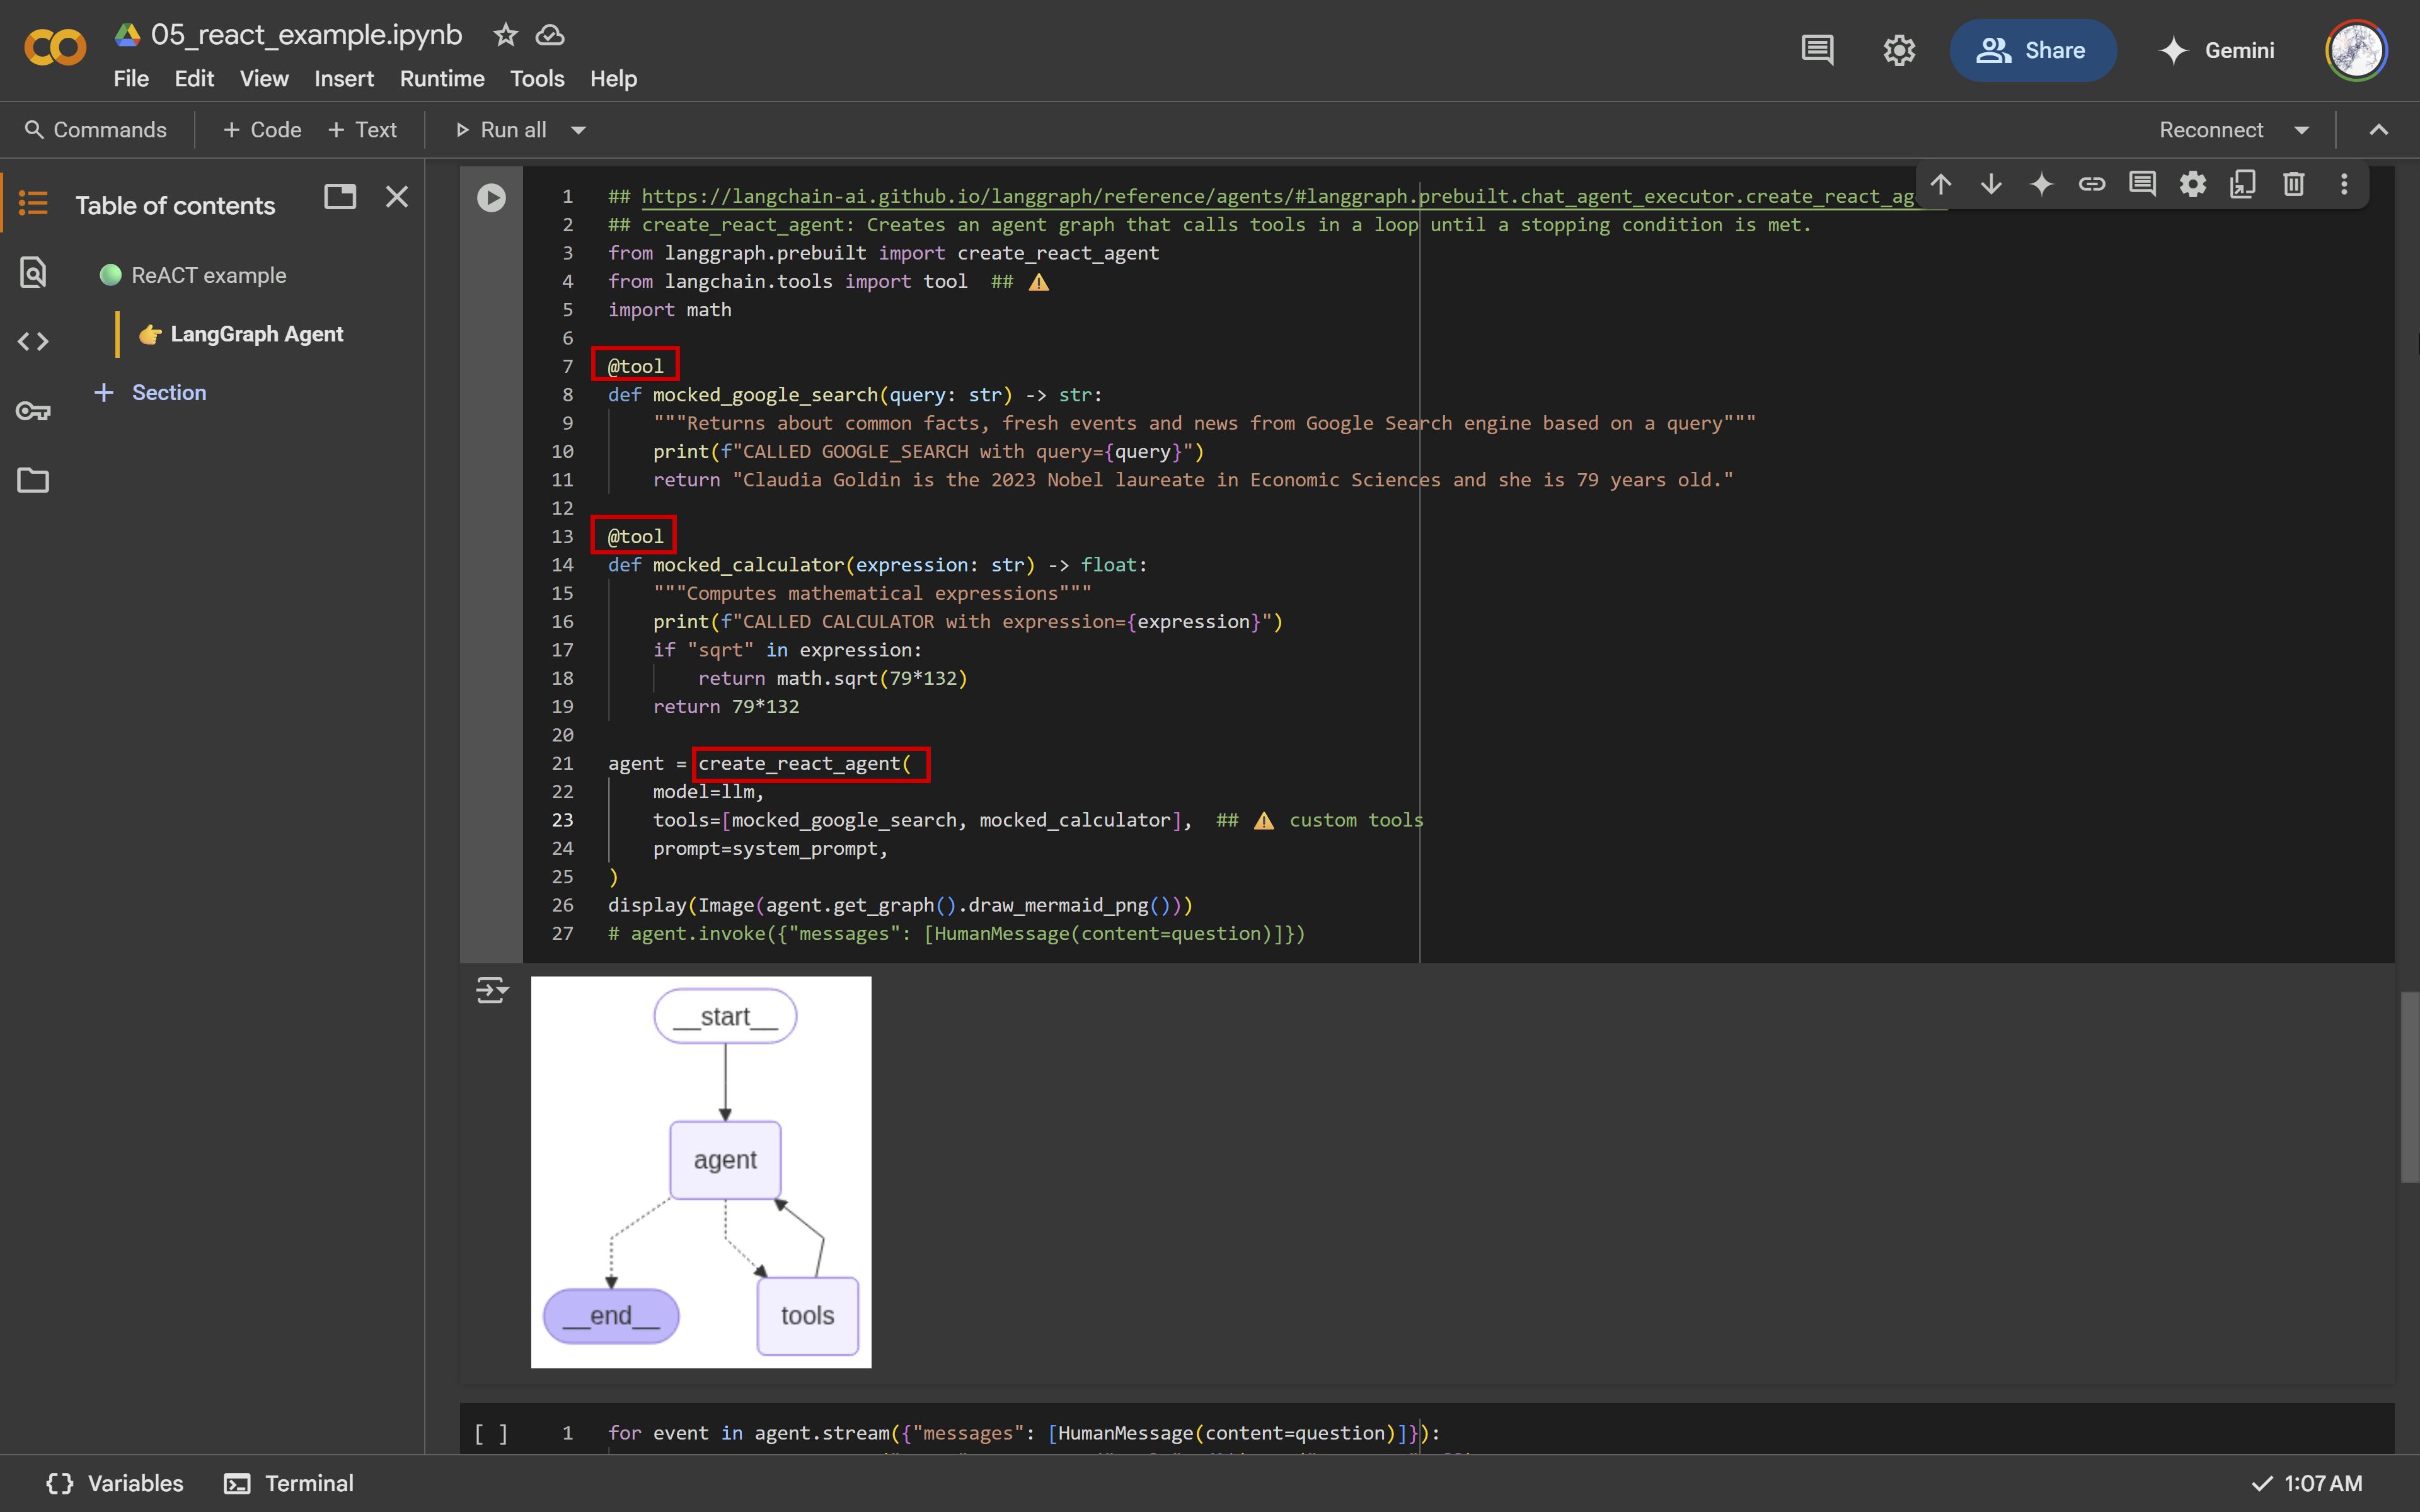 05_react_example.ipynb
File Edit View Insert Runtime Tools Help
Share
Gemini
Commands + Code + Text Run all Reconnect
Table of contents
ReACT example
👉 LangGraph Agent
+ Section
1 ## https://langchain-ai.github.io/langgraph/reference/agents/#langgraph.prebuilt.chat_agent_executor.create_react_ag
2 ## create_react_agent: Creates an agent graph that calls tools in a loop until a stopping condition is met.
3 from langgraph.prebuilt import create_react_agent
4 from langchain.tools import tool ## ⚠️
5 import math
6
7 @tool
8 def mocked_google_search(query: str) -> str:
9 """Returns about common facts, fresh events and news from Google Search engine based on a query"""
10 print(f"CALLED GOOGLE_SEARCH with query={query}")
11 return "Claudia Goldin is the 2023 Nobel laureate in Economic Sciences and she is 79 years old."
12
13 @tool
14 def mocked_calculator(expression: str) -> float:
15 """Computes mathematical expressions"""
16 print(f"CALLED CALCULATOR with expression={expression}")
17 if "sqrt" in expression:
18 return math.sqrt(79*132)
19 return 79*132
20
21 agent = create_react_agent(
22 model=llm,
23 tools=[mocked_google_search, mocked_calculator], ## ⚠️ custom tools
24 prompt=system_prompt,
25 )
26 display(Image(agent.get_graph().draw_mermaid_png()))
27 # agent.invoke({"messages": [HumanMessage(content=question)]})
__start__
agent
__end__
tools
[ ] 1 for event in agent.stream({"messages": [HumanMessage(content=question)]}):
{} Variables Terminal
1:07 AM